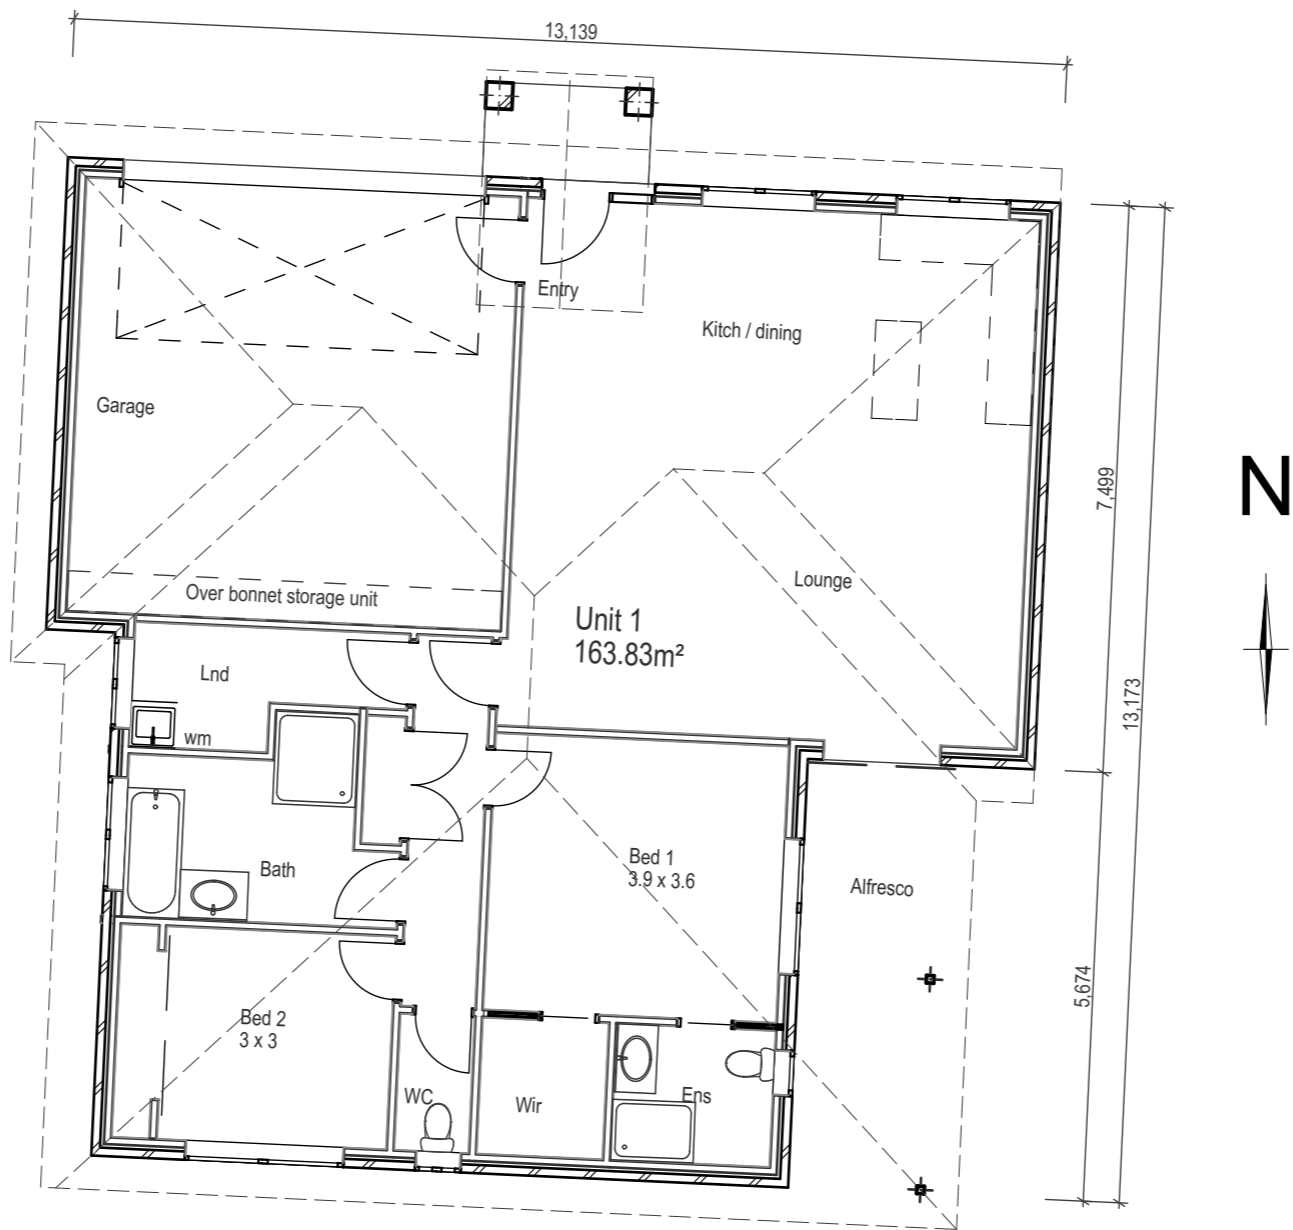 13,139
Entry
Kitch / dining
Garage
N
7,499
Lounge
Over bonnet storage unit
Unit 1
163.83m²
Lnd
13,173
wm
Bed 1
3.9 x 3.6
Bath
Alfresco
5,674
Bed 2
3 x 3
WC
Wir
Ens